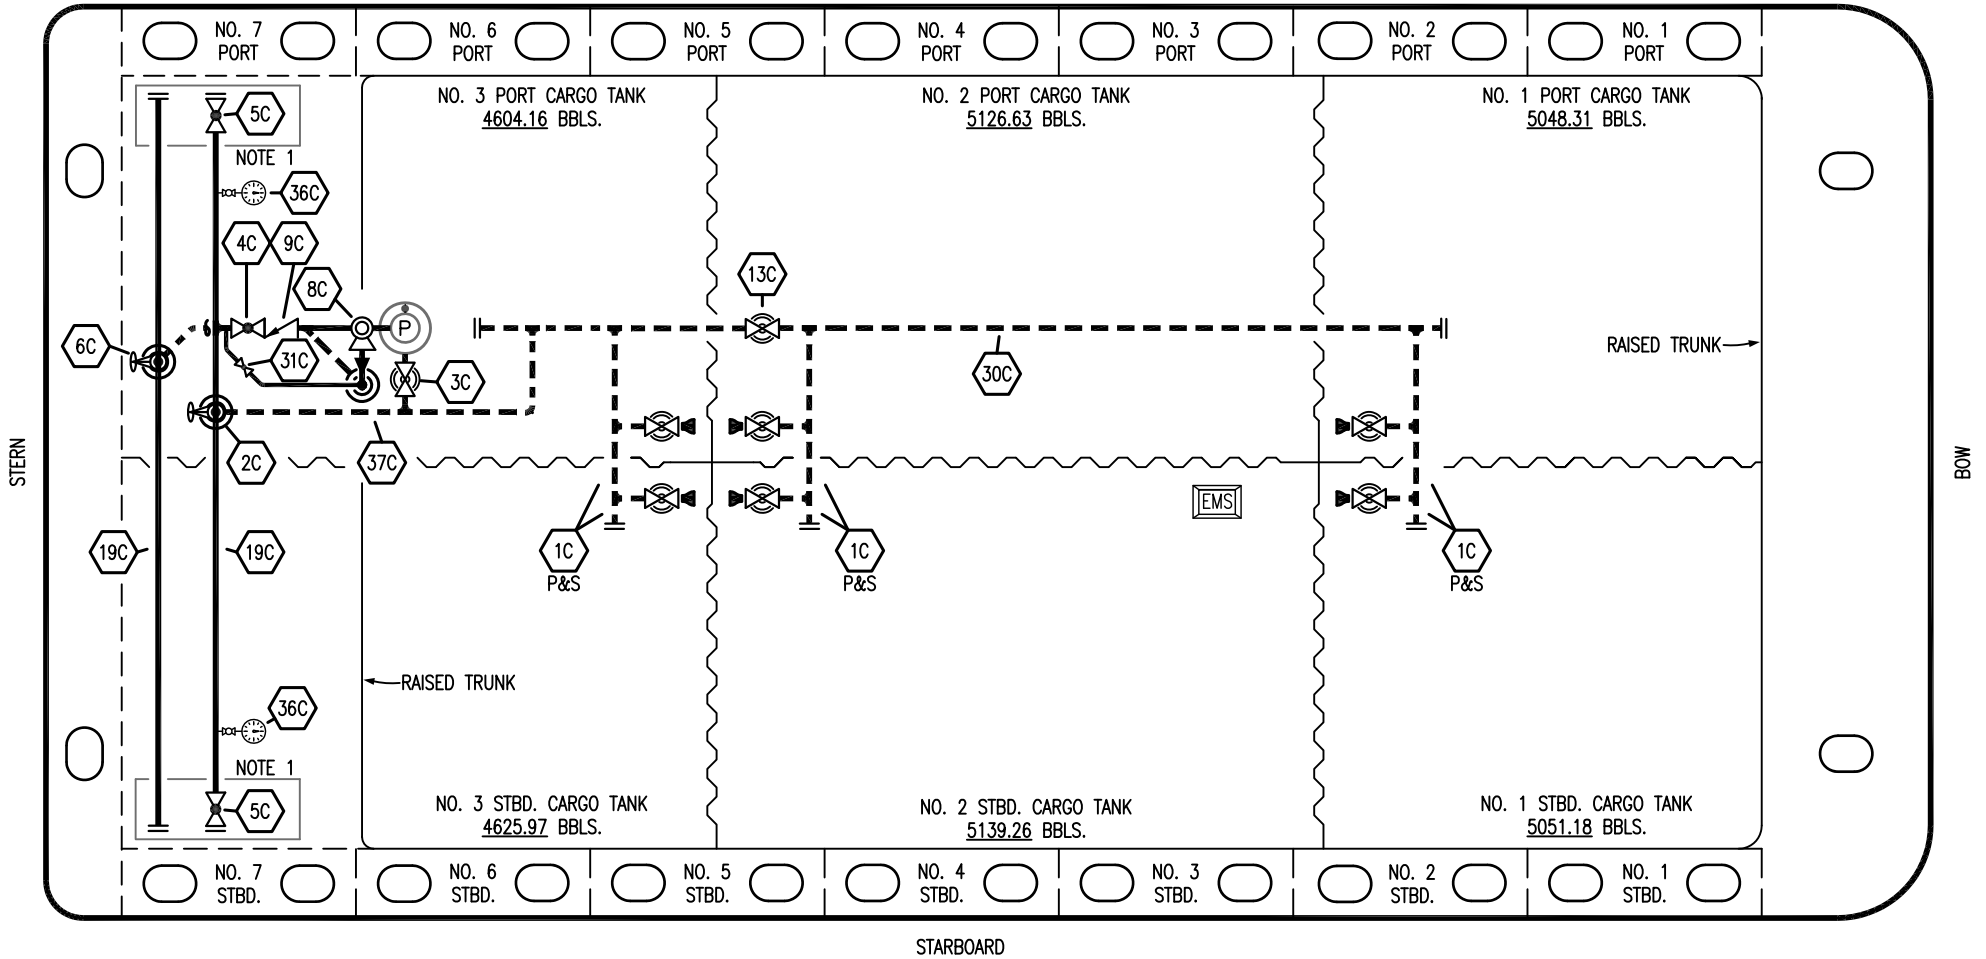 NO. 7 PORT
NO. 6 PORT
NO. 5 PORT
NO. 4 PORT
NO. 3 PORT
NO. 2 PORT
NO. 1 PORT
NO. 3 PORT CARGO TANK
4604.16 BBLS.
NO. 2 PORT CARGO TANK
5126.63 BBLS.
NO. 1 PORT CARGO TANK
5048.31 BBLS.
5C
NOTE 1
36C
4C
9C
8C
13C
P
6C
31C
3C
30C
RAISED TRUNK
2C
37C
STERN
BOW
EMS
19C
19C
1C
P&S
1C
P&S
1C
P&S
RAISED TRUNK
36C
NOTE 1
5C
NO. 3 STBD. CARGO TANK
4625.97 BBLS.
NO. 2 STBD. CARGO TANK
5139.26 BBLS.
NO. 1 STBD. CARGO TANK
5051.18 BBLS.
NO. 7 STBD.
NO. 6 STBD.
NO. 5 STBD.
NO. 4 STBD.
NO. 3 STBD.
NO. 2 STBD.
NO. 1 STBD.
STARBOARD